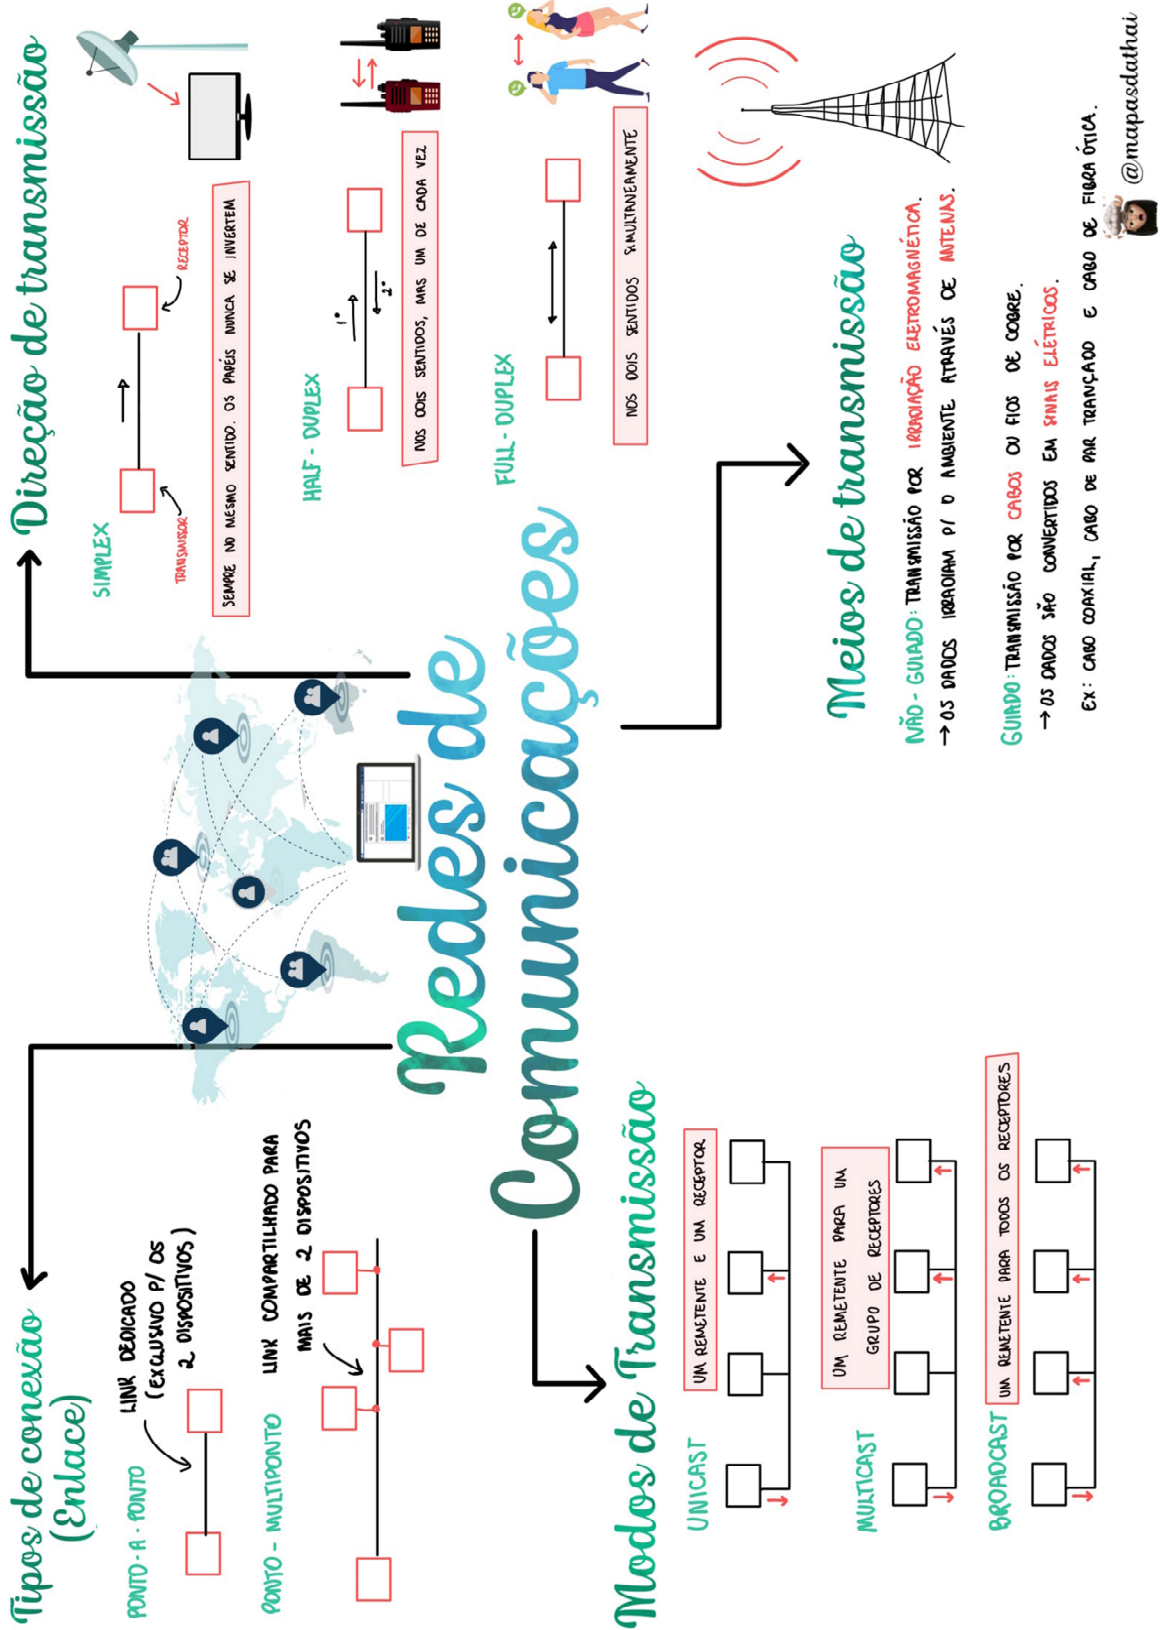 Redes de
Comunicações
Tipos de conexão
(Enlace)
PONTO-A-PONTO
LINK DEDICADO
(EXCLUSIVO P/ OS
2 DISPOSITIVOS)
PONTO-MULTIPONTO
LINK COMPARTILHADO PARA
MAIS DE 2 DISPOSITIVOS
Direção de transmissão
SIMPLEX
TRANSMISSOR
RECEPTOR
SEMPRE NO MESMO SENTIDO. OS PAPÉIS NUNCA SE INVERTEM
HALF-DUPLEX
1º
2º
NOS DOIS SENTIDOS, MAS UM DE CADA VEZ
FULL-DUPLEX
NOS DOIS SENTIDOS SIMULTANEAMENTE
Modos de Transmissão
UNICAST
UM REMETENTE E UM RECEPTOR
MULTICAST
UM REMETENTE PARA UM
GRUPO DE RECEPTORES
BROADCAST
UM REMETENTE PARA TODOS OS RECEPTORES
Meios de transmissão
NÃO-GUIADO: TRANSMISSÃO POR IRRADIAÇÃO ELETROMAGNÉTICA.
→ OS DADOS IRRADIAM P/ O AMBIENTE ATRAVÉS DE ANTENAS.
GUIADO: TRANSMISSÃO POR CABOS OU FIOS DE COBRE.
→ OS DADOS SÃO CONVERTIDOS EM SINAIS ELÉTRICOS.
EX: CABO COAXIAL, CABO DE PAR TRANÇADO E CABO DE FIBRA ÓTICA.
@mapasdathai